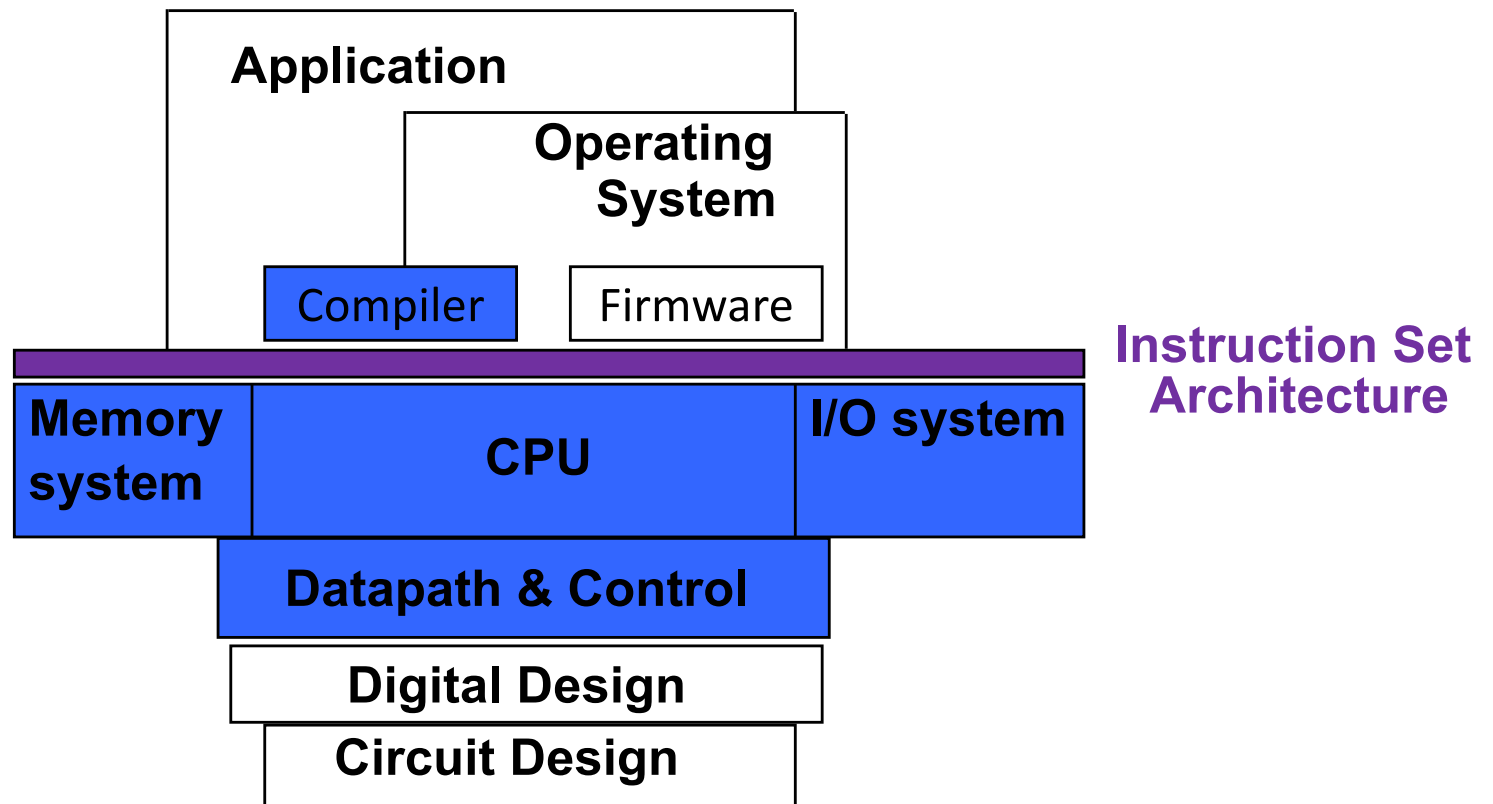 Application
Operating
System
Compiler
Firmware
Instruction Set
Architecture
Memory
system
CPU
I/O system
Datapath & Control
Digital Design
Circuit Design